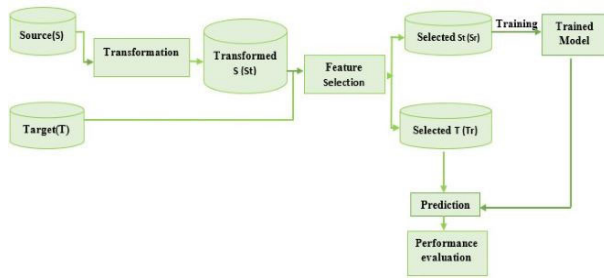 Source(S)
Transformation
Transformed
S (St)
Feature
Selection
Selected St (Sr)
Training
Trained
Model
Target(T)
Selected T (Tr)
Prediction
Performance
evaluation